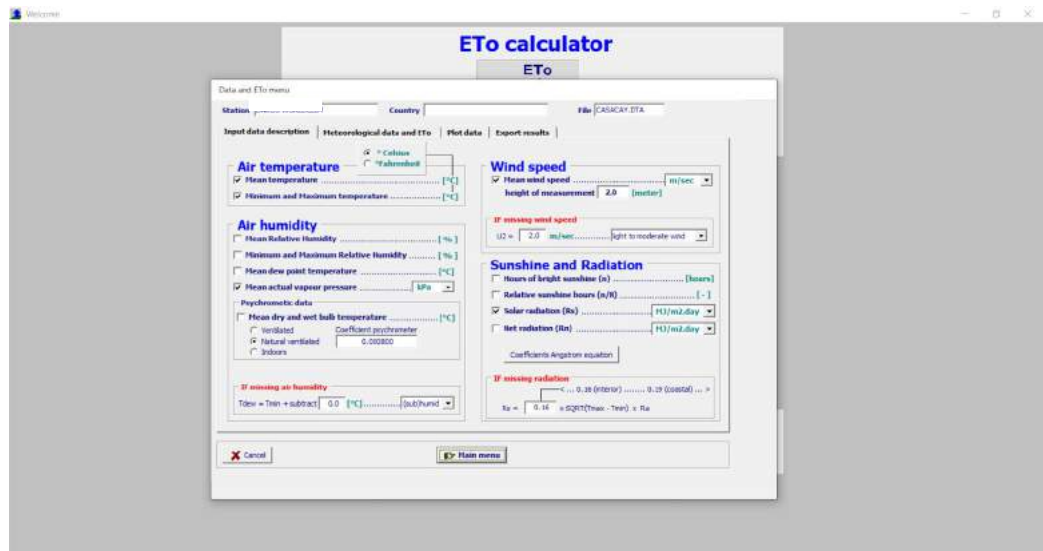 Welcome
ETo calculator
ETo
Data and ETo menu
Station Country File CASACAY.DTA
Input data description Meteorological data and ETo Plot data Export results
° Celsius
°Fahrenheit
Air temperature
Mean temperature [°C]
Minimum and Maximum temperature [°C]
Air humidity
Mean Relative Humidity [ % ]
Minimum and Maximum Relative Humidity [ % ]
Mean dew point temperature [°C]
Mean actual vapour pressure kPa
Psychrometic data
Mean dry and wet bulb temperature [°C]
Ventilated Coefficient psychrometer
Natural ventilated 0.000800
Indoors
IF missing air humidity
Tdew = Tmin + subtract 0.0 [°C] (sub)humid
Wind speed
Mean wind speed m/sec
height of measurement 2.0 [meter]
IF missing wind speed
U2 = 2.0 m/sec light to moderate wind
Sunshine and Radiation
Hours of bright sunshine (n) [hours]
Relative sunshine hours (n/N) [ - ]
Solar radiation (Rs) MJ/m2.day
Net radiation (Rn) MJ/m2.day
Coefficients Angstrom equation
IF missing radiation
< ... 0.16 (interior) ........ 0.19 (coastal) ... >
Rs = 0.16 x SQRT(Tmax - Tmin) x Ra
Cancel Main menu